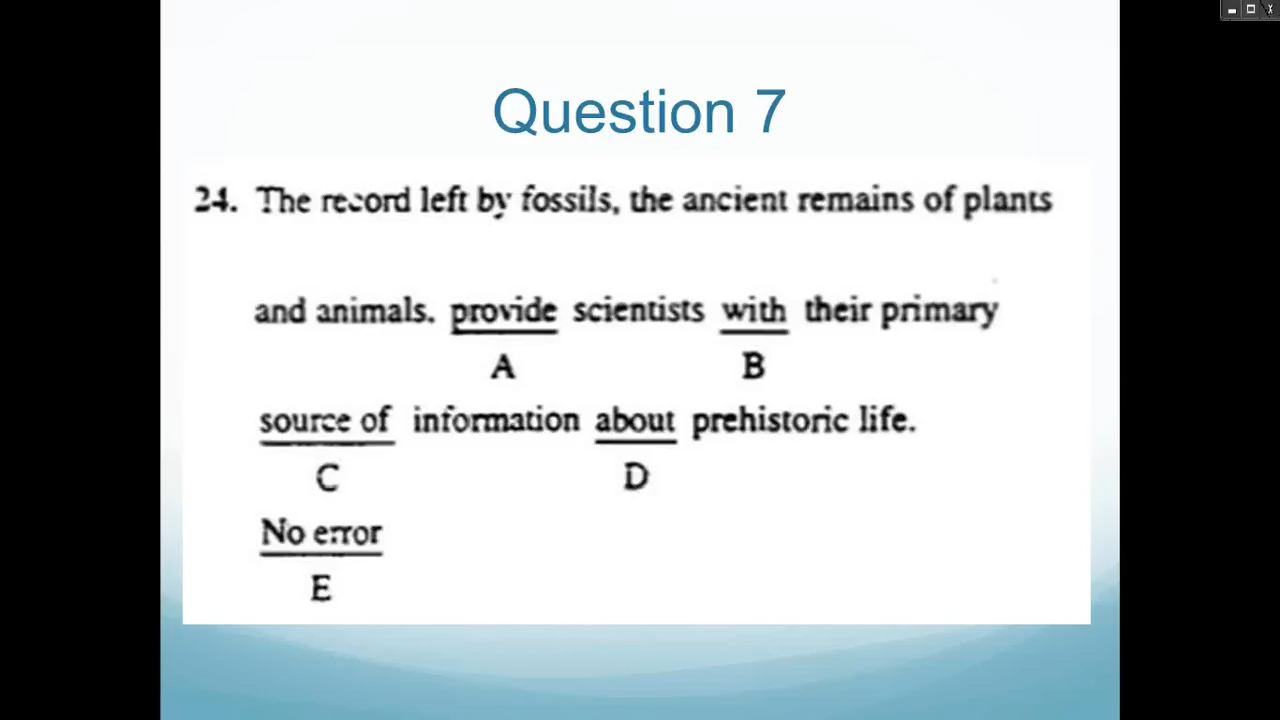 Question 7
24. The record left by fossils, the ancient remains of plants
and animals, provide scientists with their primary
A B
source of information about prehistoric life.
C D
No error
E